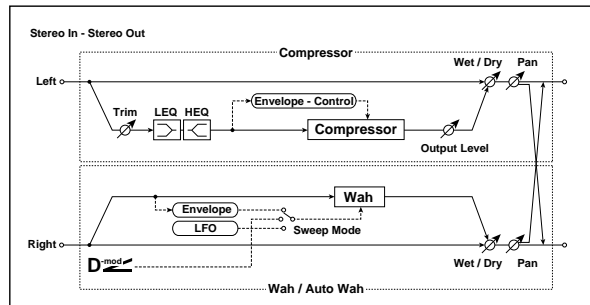 Stereo In - Stereo Out
Compressor
Wet / Dry Pan
Left
Envelope - Control
Trim LEQ HEQ
Compressor
Output Level
Wah
Envelope
LFO
Sweep Mode
Right
D-mod
Wet / Dry Pan
Wah / Auto Wah